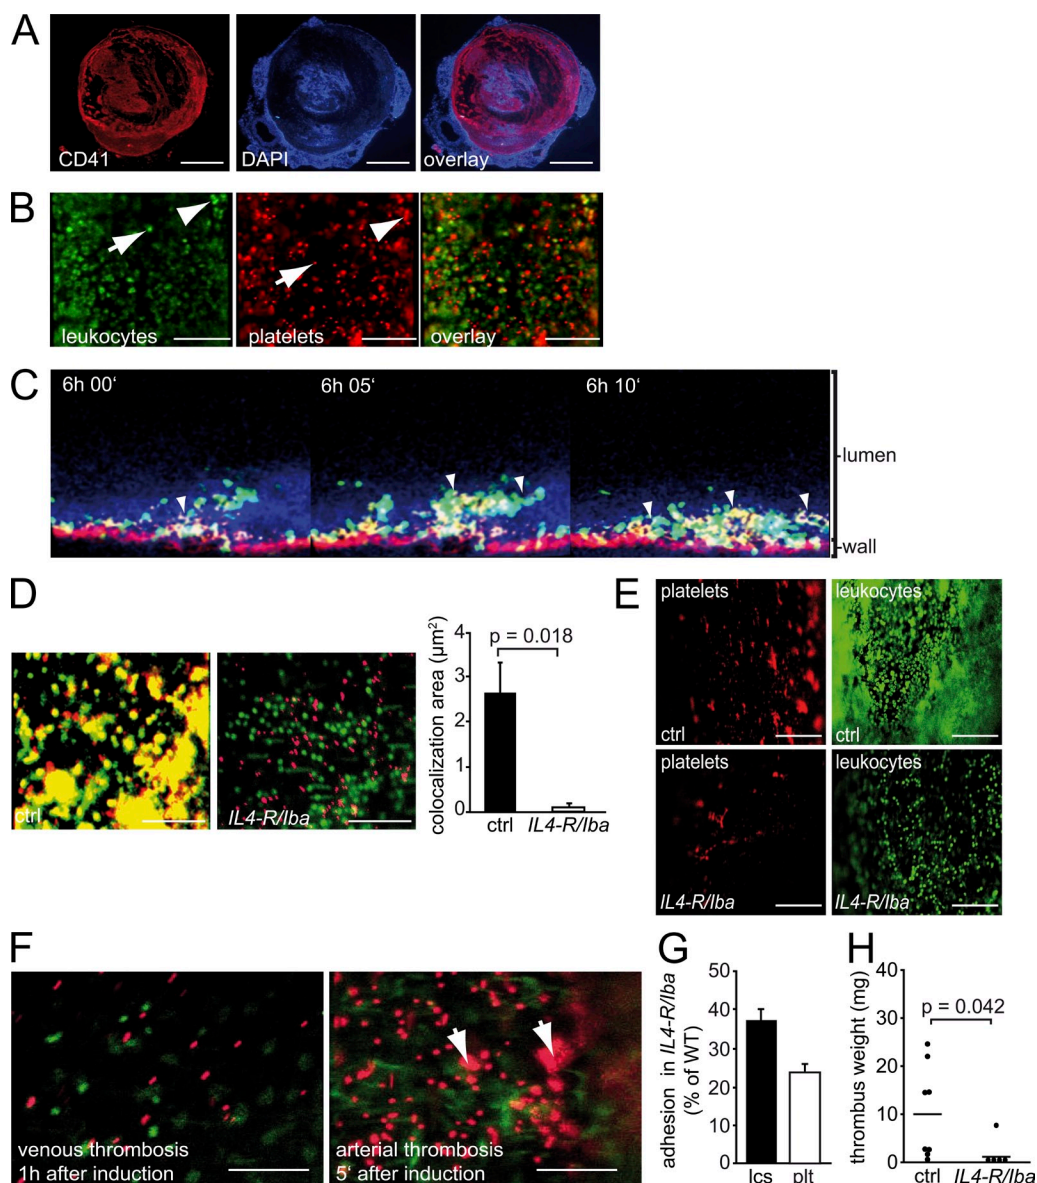 A
CD41
DAPI
overlay
B
leukocytes
platelets
overlay
C
6h 00‘
6h 05‘
6h 10‘
lumen
wall
D
ctrl
IL4-R/Iba
colocalization area (µm²)
4
3
2
1
0
p = 0.018
ctrl
IL4-R/Iba
E
platelets
ctrl
leukocytes
ctrl
platelets
IL4-R/Iba
leukocytes
IL4-R/Iba
F
venous thrombosis
1h after induction
arterial thrombosis
5‘ after induction
G
adhesion in IL4-R/Iba
(% of WT)
50
40
30
20
10
0
lcs
plt
H
thrombus weight (mg)
40
30
20
10
0
p = 0.042
ctrl
IL4-R/Iba